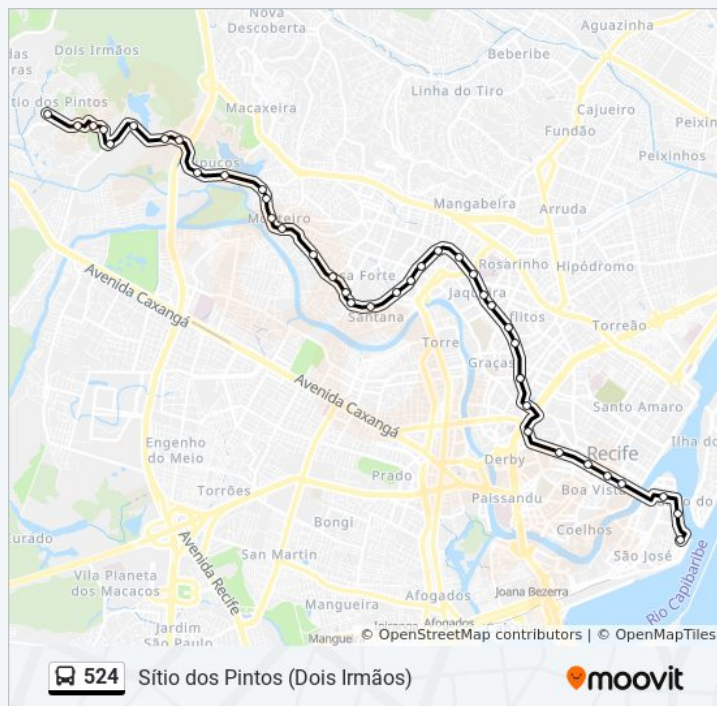 Nova
Descoberta
Aguazinha
Dois Irmãos
das
ras
Beberibe
Linha do Tiro
Sítio dos Pintos
Macaxeira
Cajueiro
Peixin
Fundão
Peixinhos
Apipucos
Mangabeira
Arruda
Monteiro
Rosarinho
Hipódromo
Avenida Caxangá
Casa Forte
Jaqueira
Santana
Aflitos
Torreão
Torre
Graças
Avenida Caxangá
Santo Amaro
Engenho
do Meio
Recife
Ilha do
Derby
Prado
Boa Vista
Torrões
Paissandu
Bongi
Coelhos
Curado
São José
San Martin
Rio Capibaribe
Avenida Recife
Vila Planeta
dos Macacos
Joana Bezerra
Mangueira
Afogados
Jardim
São Paulo
Afogados
Mangue
© OpenStreetMap contributors | © OpenMapTiles
524 Sítio dos Pintos (Dois Irmãos)
moovit